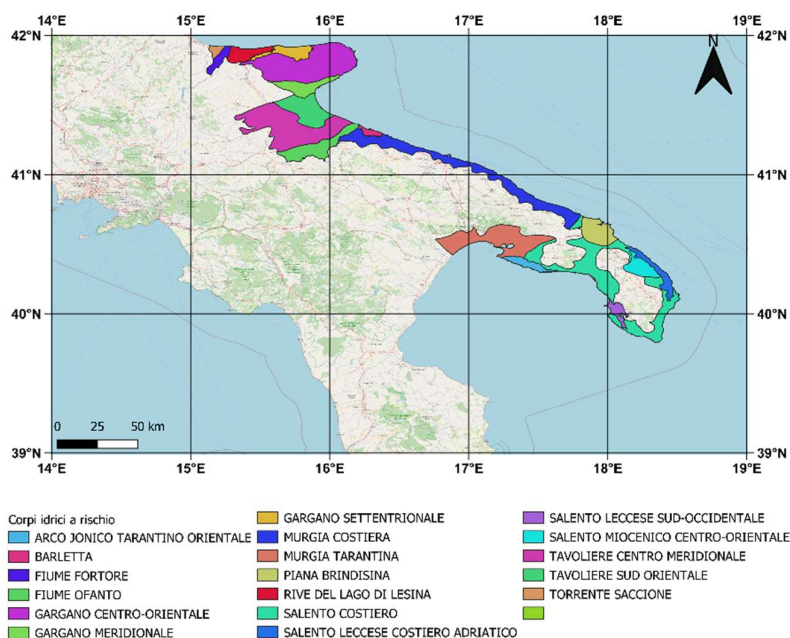 14°E 15°E 16°E 17°E 18°E 19°E
42°N 42°N
N
41°N 41°N
40°N 40°N
0 25 50 km
39°N 39°N
14°E 15°E 16°E 17°E 18°E 19°E
Corpi idrici a rischio
ARCO JONICO TARANTINO ORIENTALE
BARLETTA
FIUME FORTORE
FIUME OFANTO
GARGANO CENTRO-ORIENTALE
GARGANO MERIDIONALE
GARGANO SETTENTRIONALE
MURGIA COSTIERA
MURGIA TARANTINA
PIANA BRINDISINA
RIVE DEL LAGO DI LESINA
SALENTO COSTIERO
SALENTO LECCESE COSTIERO ADRIATICO
SALENTO LECCESE SUD-OCCIDENTALE
SALENTO MIOCENICO CENTRO-ORIENTALE
TAVOLIERE CENTRO MERIDIONALE
TAVOLIERE SUD ORIENTALE
TORRENTE SACCIONE